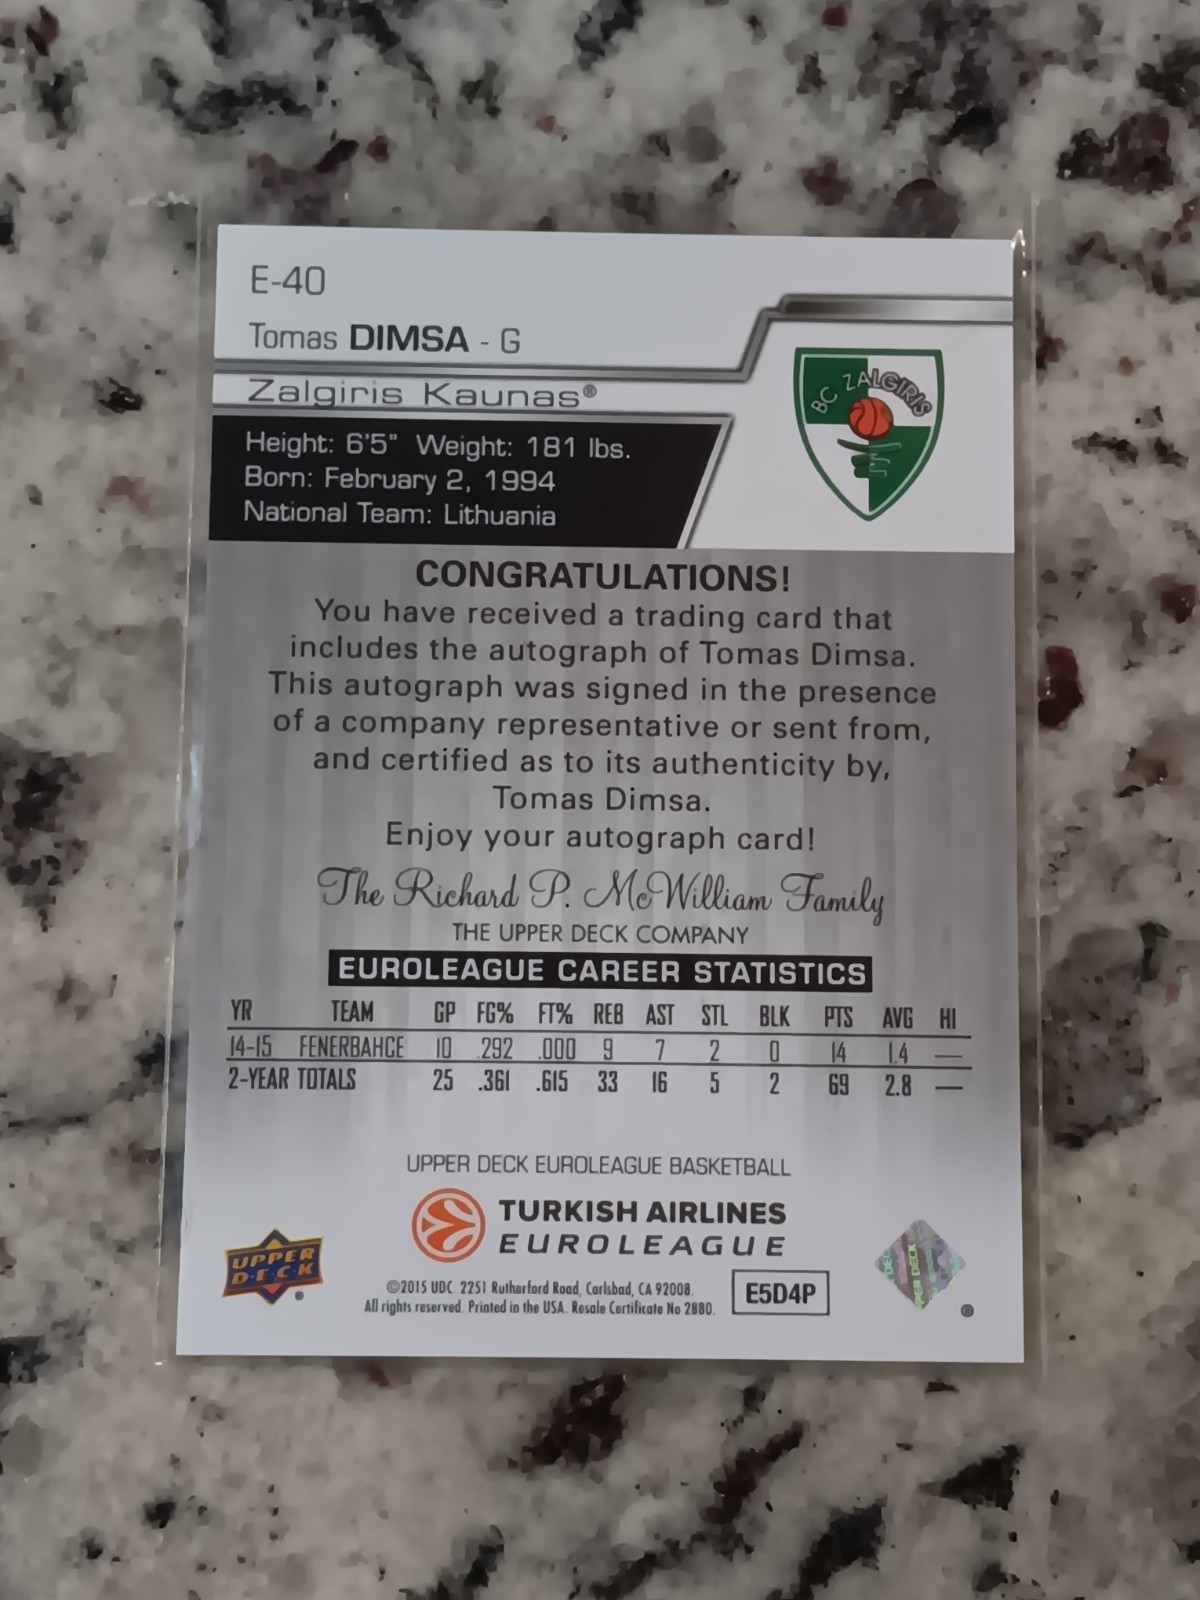 E-40
Tomas DIMSA - G
Zalgiris Kaunas®
BC ZALGIRIS
Height: 6'5" Weight: 181 lbs.
Born: February 2, 1994
National Team: Lithuania
CONGRATULATIONS!
You have received a trading card that
includes the autograph of Tomas Dimsa.
This autograph was signed in the presence
of a company representative or sent from,
and certified as to its authenticity by,
Tomas Dimsa.
Enjoy your autograph card!
The Richard P. McWilliam Family
THE UPPER DECK COMPANY
EUROLEAGUE CAREER STATISTICS
YR TEAM GP FG% FT% REB AST STL BLK PTS AVG HI
14-15 FENERBAHCE 10 .292 .000 9 7 2 0 14 1.4 —
2-YEAR TOTALS 25 .361 .615 33 16 5 2 69 2.8 —
UPPER DECK EUROLEAGUE BASKETBALL
TURKISH AIRLINES
EUROLEAGUE
UPPER
DECK
®
©2015 UDC. 2251 Rutherford Road, Carlsbad, CA 92008.
All rights reserved. Printed in the USA. Resale Certificate No 2880.
E5D4P
®